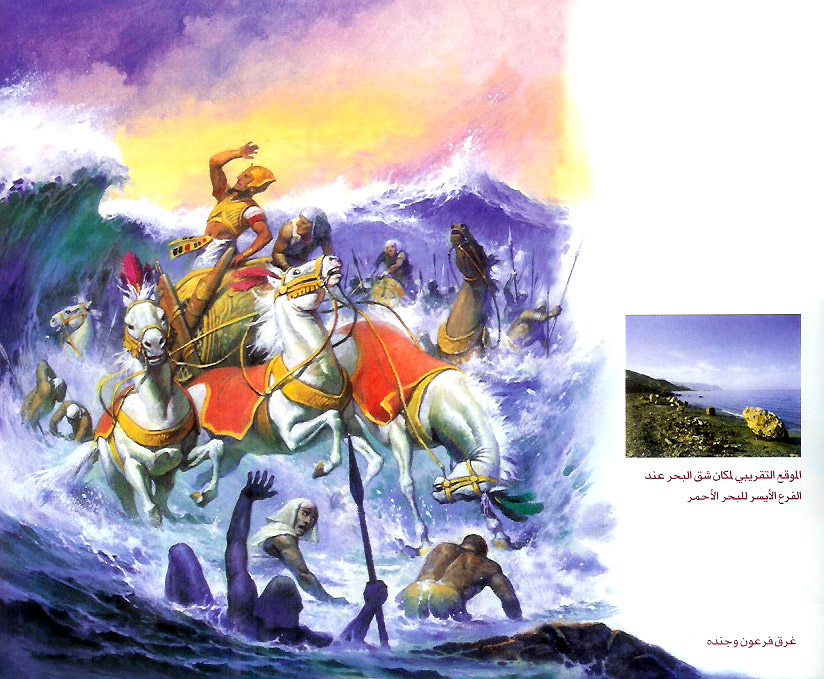 الموقع التقريبي لمكان شق البحر عند
الفرع الأيسر للبحر الأحمر
غرق فرعون وجنده